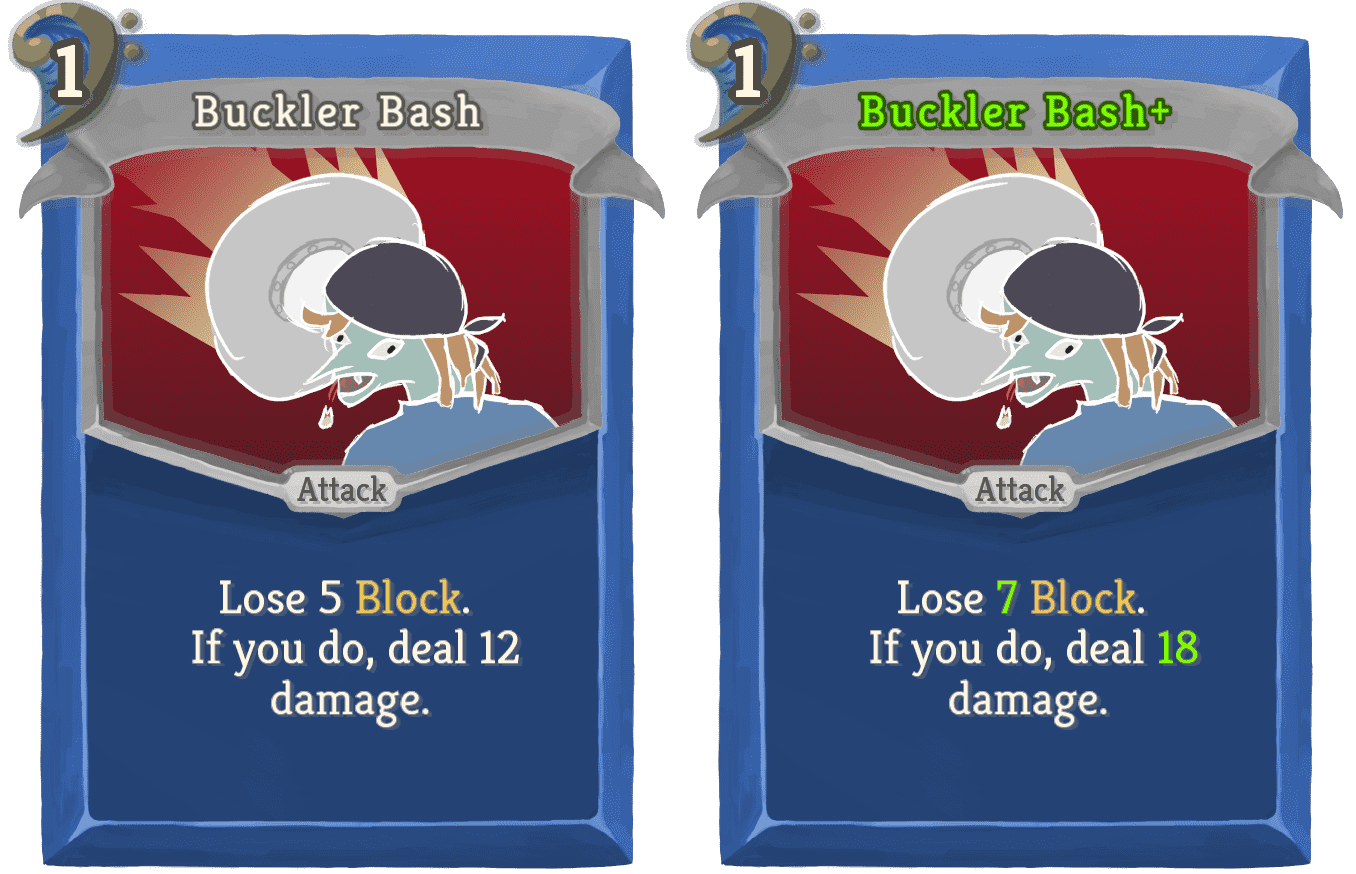 1
Buckler Bash
Attack
Lose 5 Block.
If you do, deal 12
damage.
1
Buckler Bash+
Attack
Lose 7 Block.
If you do, deal 18
damage.